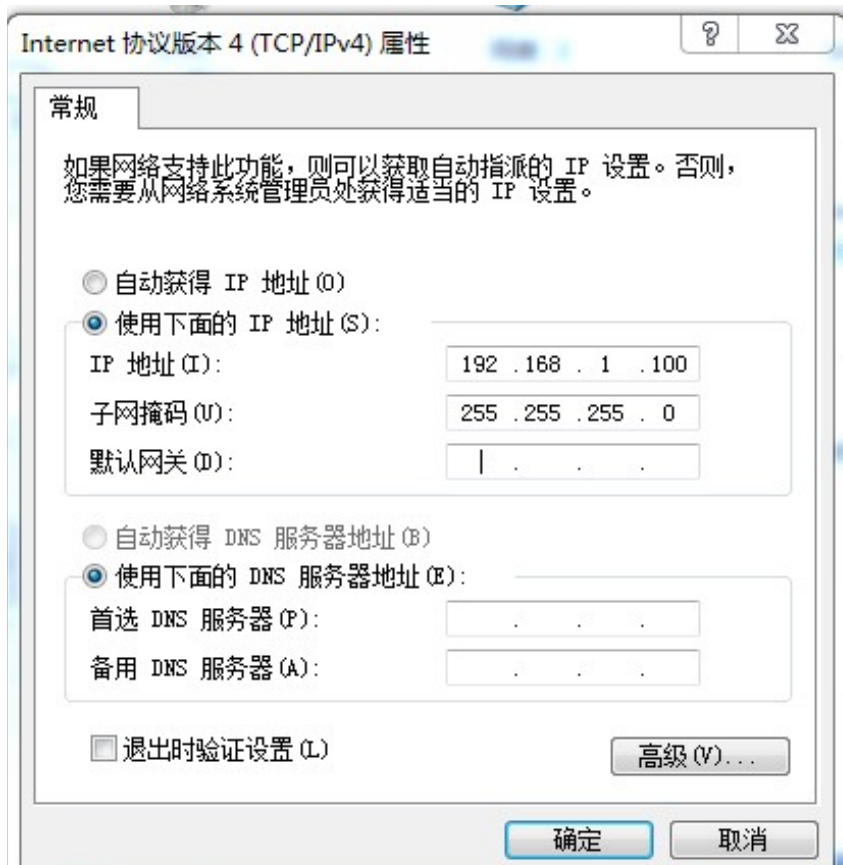 Internet 协议版本 4 (TCP/IPv4) 属性
常规
如果网络支持此功能，则可以获取自动指派的 IP 设置。否则，
您需要从网络系统管理员处获得适当的 IP 设置。
自动获得 IP 地址(O)
使用下面的 IP 地址(S):
IP 地址(I): 192 .168 . 1 .100
子网掩码(U): 255 .255 .255 . 0
默认网关(D): . . .
自动获得 DNS 服务器地址(B)
使用下面的 DNS 服务器地址(E):
首选 DNS 服务器(P): . . .
备用 DNS 服务器(A): . . .
退出时验证设置(L)
高级(V)...
确定 取消